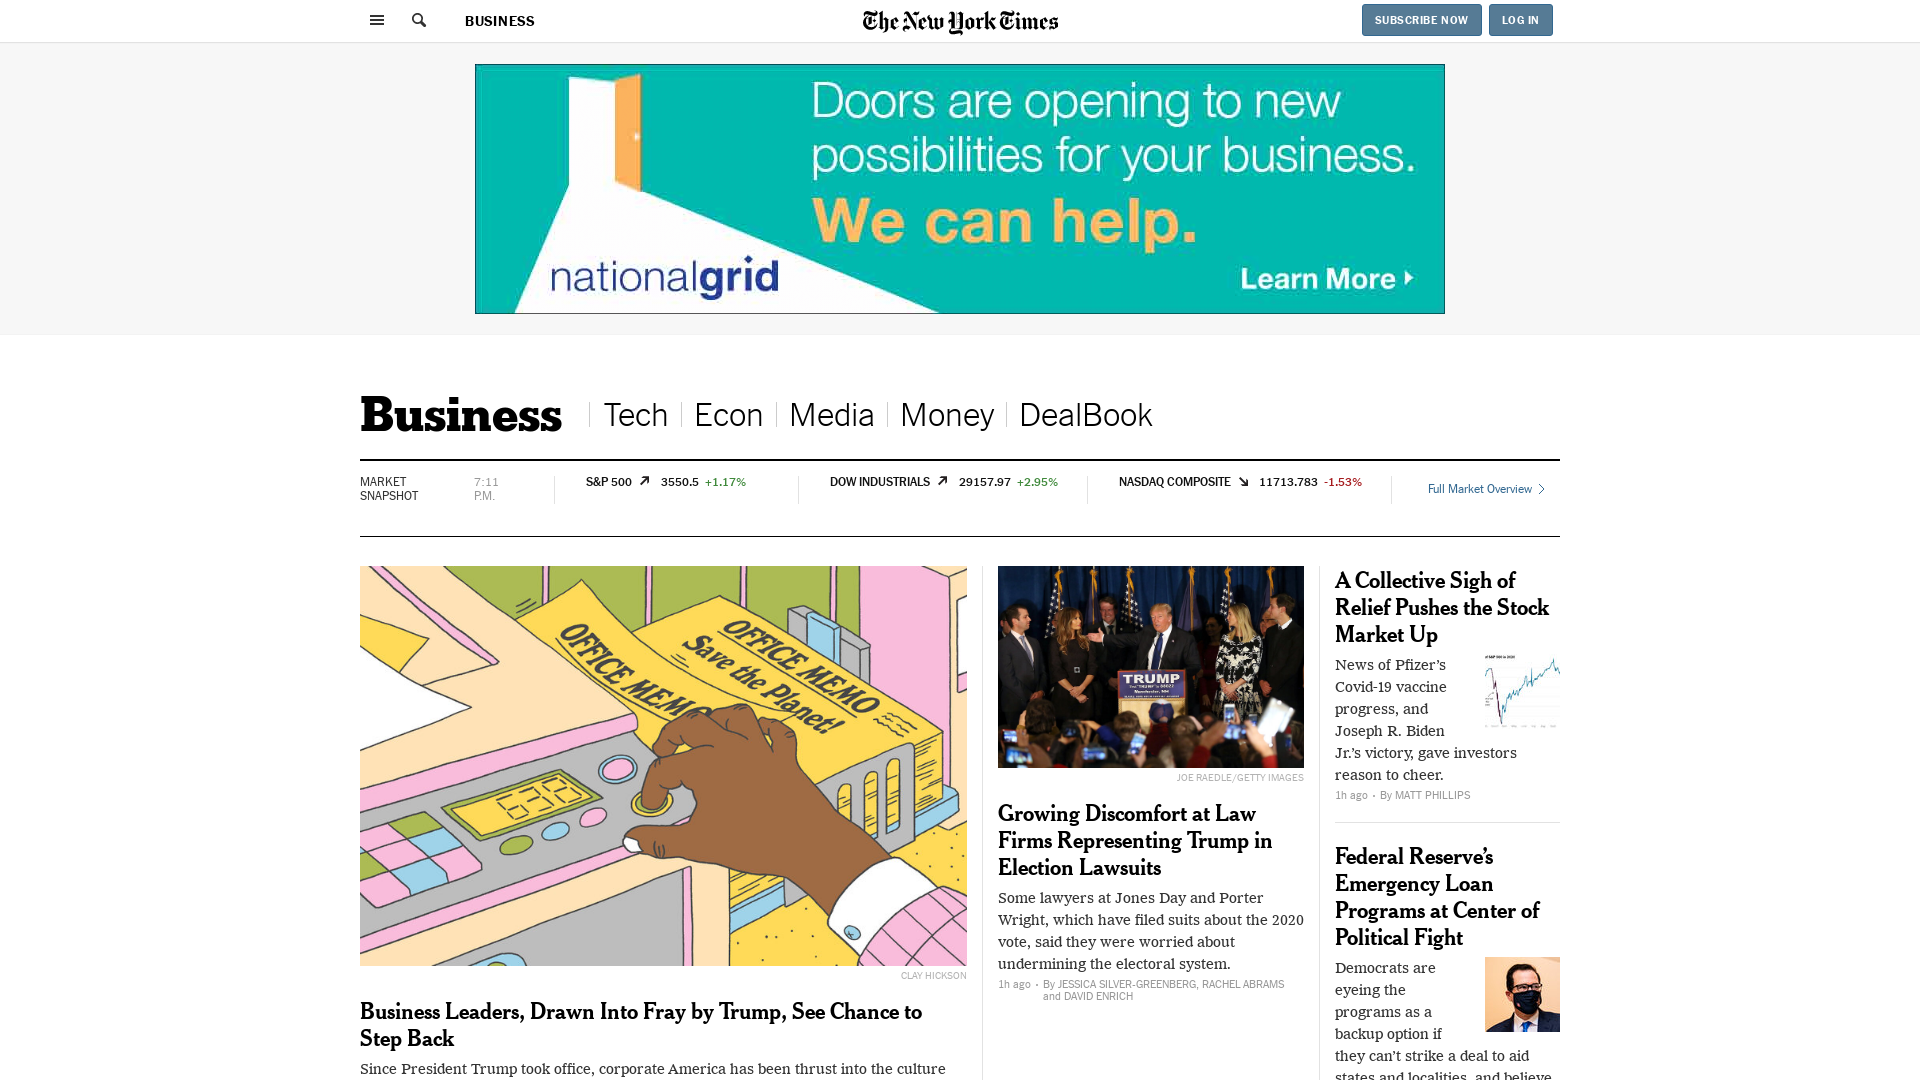 BUSINESS
The New York Times
SUBSCRIBE NOW
LOG IN
Doors are opening to new
possibilities for your business.
We can help.
nationalgrid
Learn More
Business
Tech
Econ
Media
Money
DealBook
MARKET
SNAPSHOT
7:11
P.M.
S&P 500 3550.5 +1.17%
DOW INDUSTRIALS 29157.97 +2.95%
NASDAQ COMPOSITE 11713.783 -1.53%
Full Market Overview
OFFICE MEMO
OFFICE MEMO
Save the Planet!
CLAY HICKSON
Business Leaders, Drawn Into Fray by Trump, See Chance to
Step Back
Since President Trump took office, corporate America has been thrust into the culture
TRUMP
JOE RAEDLE/GETTY IMAGES
Growing Discomfort at Law
Firms Representing Trump in
Election Lawsuits
Some lawyers at Jones Day and Porter
Wright, which have filed suits about the 2020
vote, said they were worried about
undermining the electoral system.
1h ago · By JESSICA SILVER-GREENBERG, RACHEL ABRAMS
and DAVID ENRICH
A Collective Sigh of
Relief Pushes the Stock
Market Up
News of Pfizer’s
Covid-19 vaccine
progress, and
Joseph R. Biden
Jr.’s victory, gave investors
reason to cheer.
1h ago · By MATT PHILLIPS
Federal Reserve’s
Emergency Loan
Programs at Center of
Political Fight
Democrats are
eyeing the
programs as a
backup option if
they can’t strike a deal to aid
states and localities, and believe